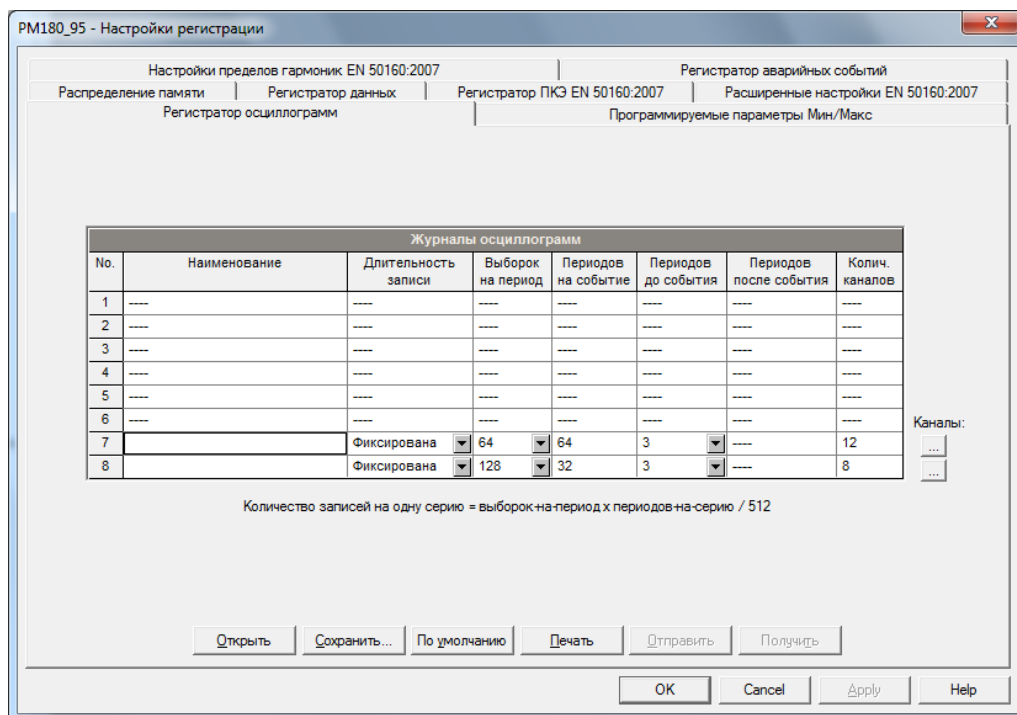 PM180_95 - Настройки регистрации
Настройки пределов гармоник EN 50160:2007 Регистратор аварийных событий
Распределение памяти Регистратор данных Регистратор ПКЭ EN 50160:2007 Расширенные настройки EN 50160:2007
Регистратор осциллограмм Программируемые параметры Мин/Макс
Журналы осциллограмм
No. Наименование Длительность записи Выборок на период Периодов на событие Периодов до события Периодов после события Колич. каналов
1 ---- ---- ---- ---- ---- ---- ----
2 ---- ---- ---- ---- ---- ---- ----
3 ---- ---- ---- ---- ---- ---- ----
4 ---- ---- ---- ---- ---- ---- ----
5 ---- ---- ---- ---- ---- ---- ----
6 ---- ---- ---- ---- ---- ---- ----
Каналы:
7 Фиксирована 64 64 3 ---- 12 ...
8 Фиксирована 128 32 3 ---- 8 ...
Количество записей на одну серию = выборок-на-период x периодов-на-серию / 512
Открыть Сохранить... По умолчанию Печать Отправить Получить
OK Cancel Apply Help